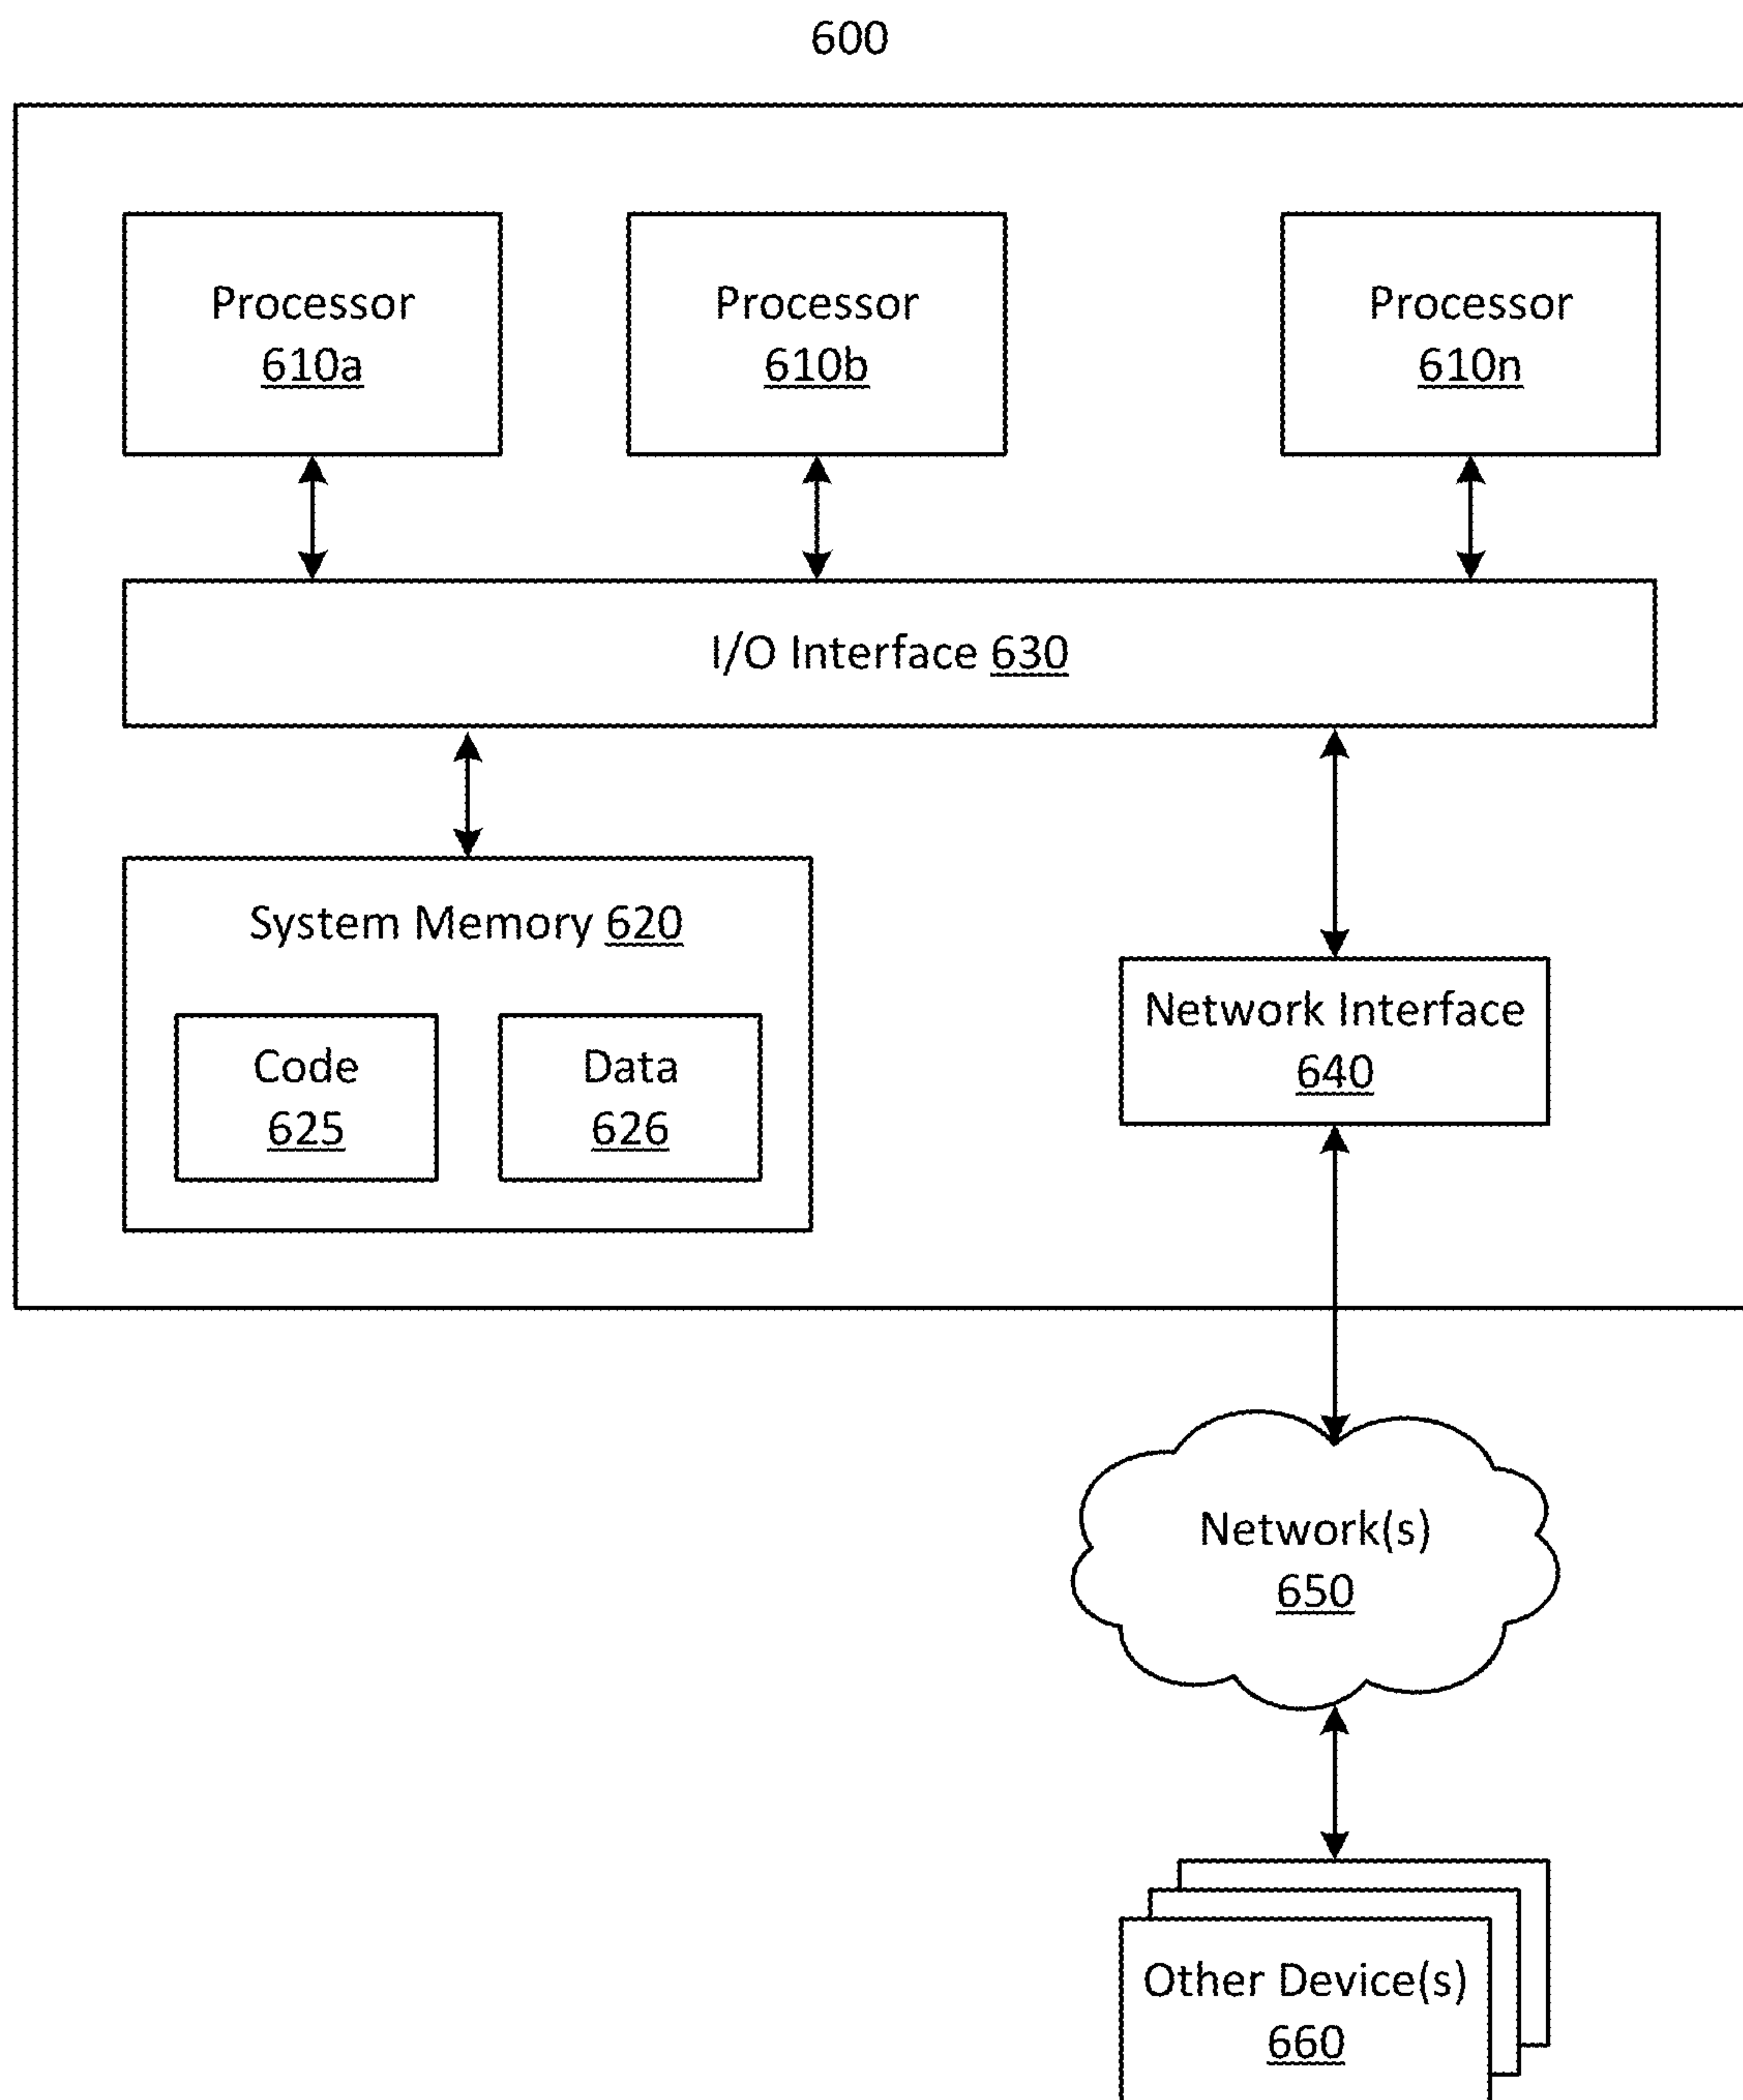 600
Processor
610a
Processor
610b
Processor
610n
I/O Interface 630
System Memory 620
Code
625
Data
626
Network Interface
640
Network(s)
650
Other Device(s)
660